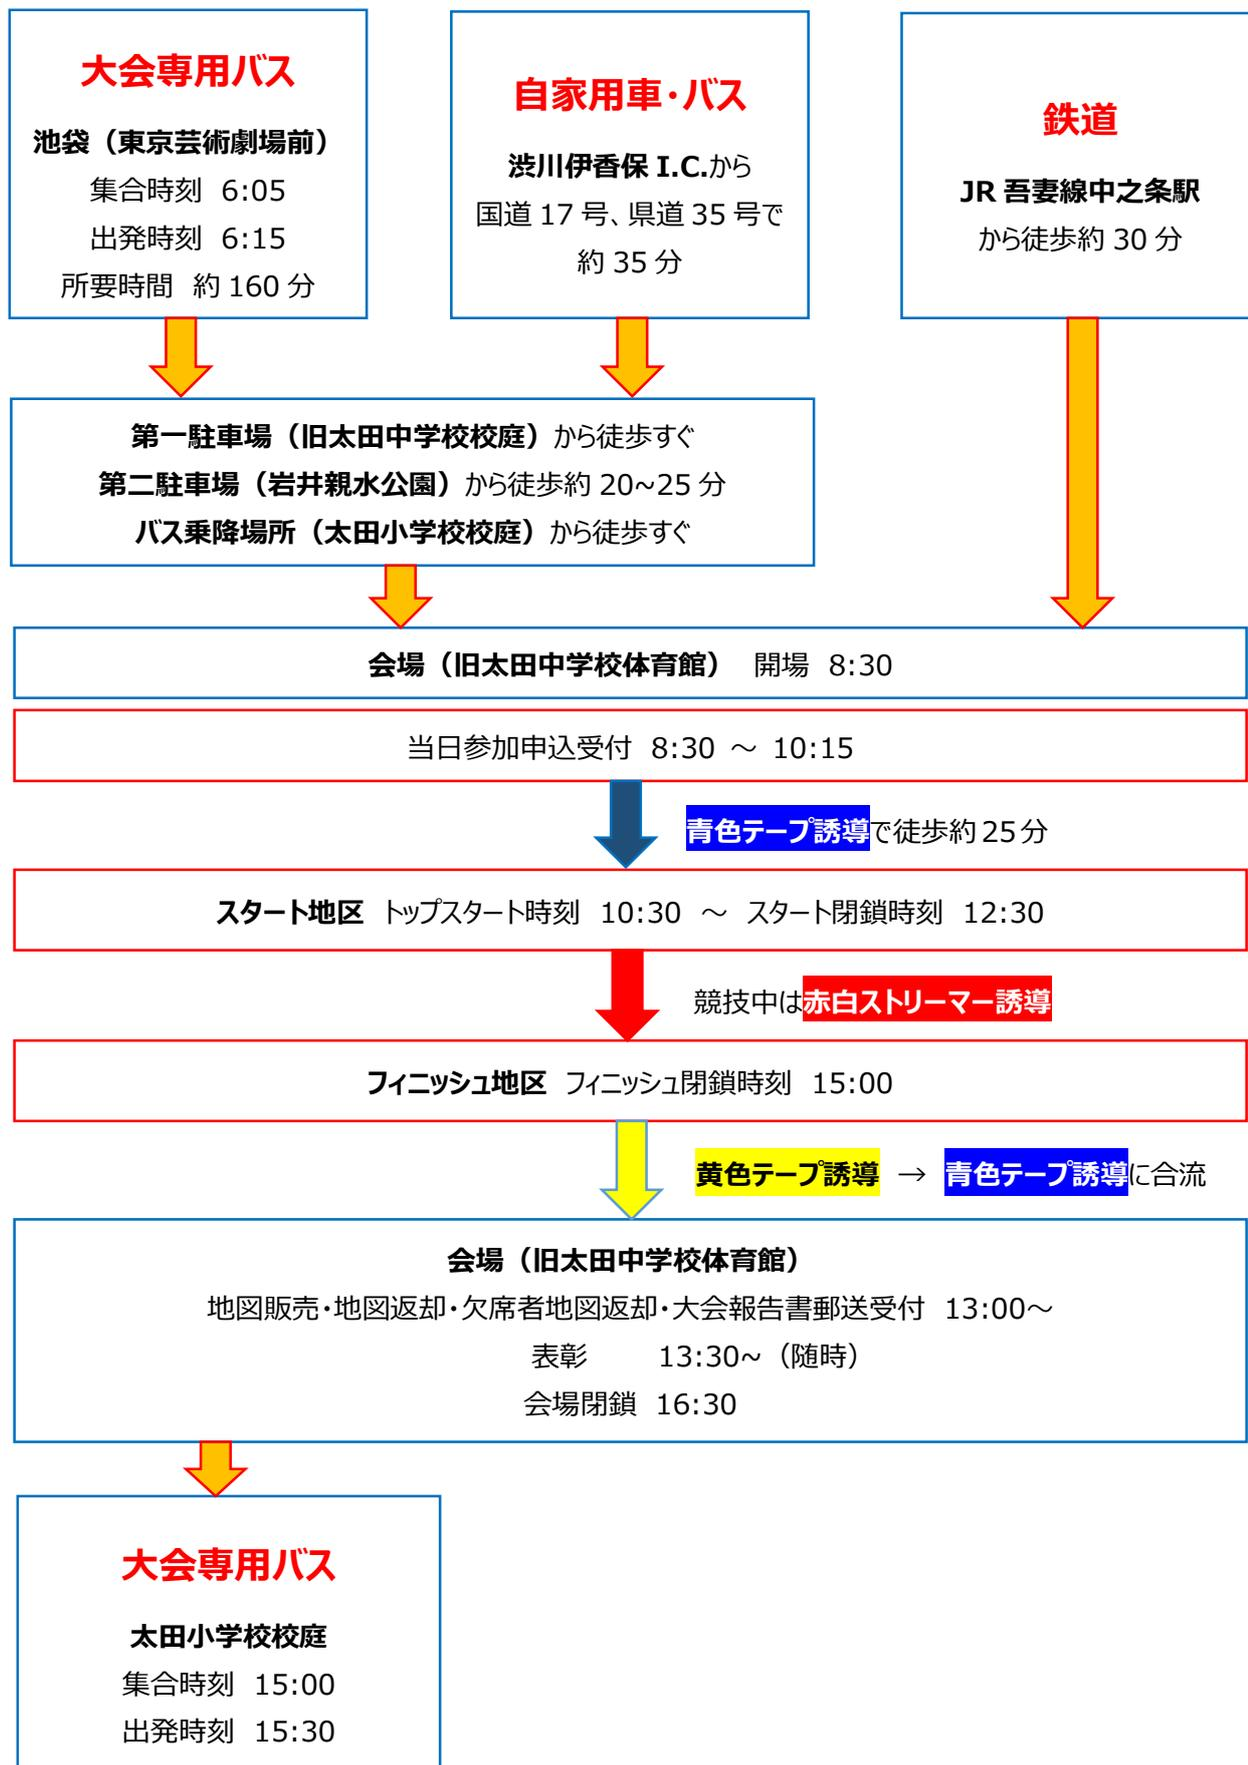 大会専用バス
池袋（東京芸術劇場前）
集合時刻 6:05
出発時刻 6:15
所要時間 約 160 分
自家用車・バス
渋川伊香保 I.C.から
国道 17 号、県道 35 号で
約 35 分
鉄道
JR 吾妻線中之条駅
から徒歩約 30 分
第一駐車場（旧太田中学校校庭）から徒歩すぐ
第二駐車場（岩井親水公園）から徒歩約 20~25 分
バス乗降場所（太田小学校校庭）から徒歩すぐ
会場（旧太田中学校体育館） 開場 8:30
当日参加申込受付 8:30 ～ 10:15
青色テープ誘導で徒歩約 25 分
スタート地区 トップスタート時刻 10:30 ～ スタート閉鎖時刻 12:30
競技中は赤白ストリーマー誘導
フィニッシュ地区 フィニッシュ閉鎖時刻 15:00
黄色テープ誘導 → 青色テープ誘導に合流
会場（旧太田中学校体育館）
地図販売・地図返却・欠席者地図返却・大会報告書郵送受付 13:00～
表彰 13:30~（随時）
会場閉鎖 16:30
大会専用バス
太田小学校校庭
集合時刻 15:00
出発時刻 15:30